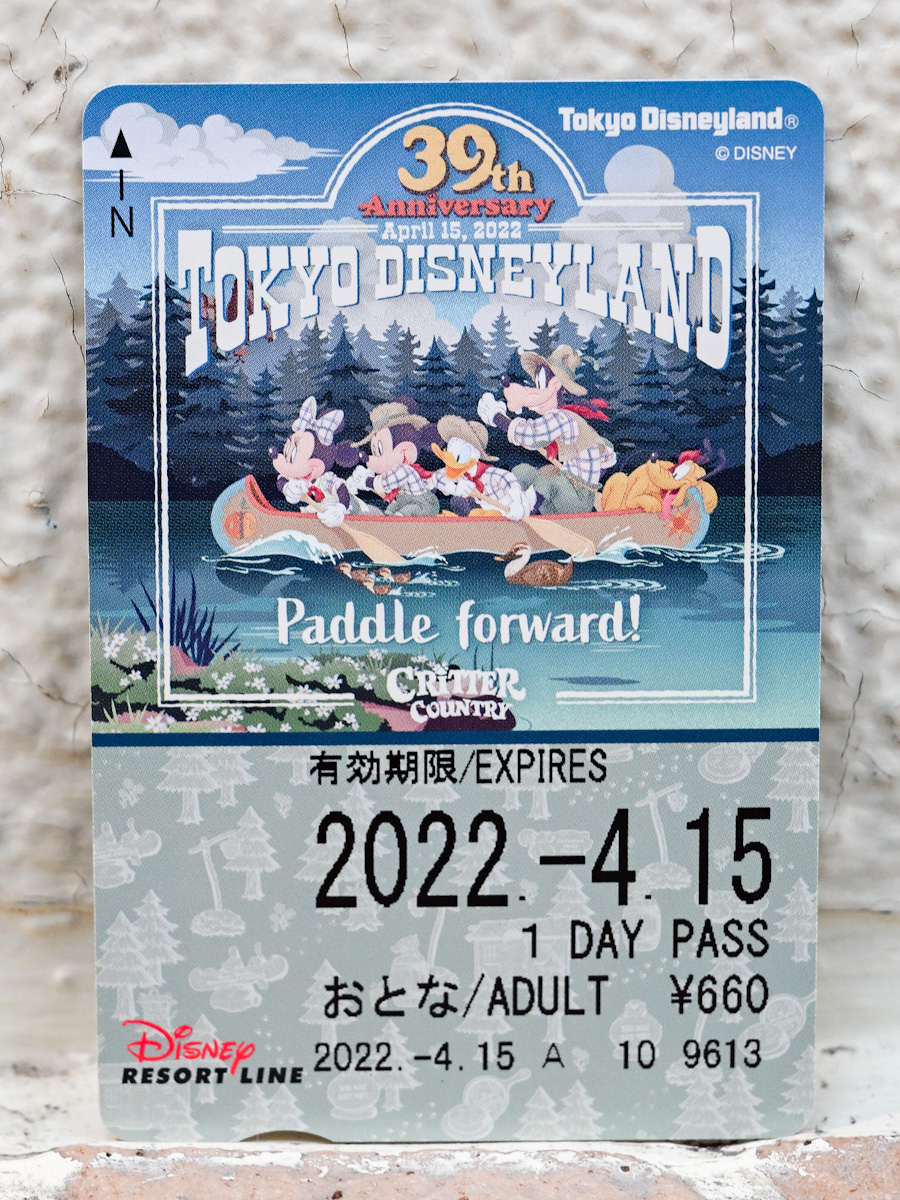 Tokyo Disneyland®
© DISNEY
N
39th
Anniversary
April 15, 2022
TOKYO DISNEYLAND
Paddle forward!
CRITTER
COUNTRY
有効期限/EXPIRES
2022.-4.15
1 DAY PASS
おとな/ADULT ¥660
2022.-4.15 A 10 9613
Disney
RESORT LINE